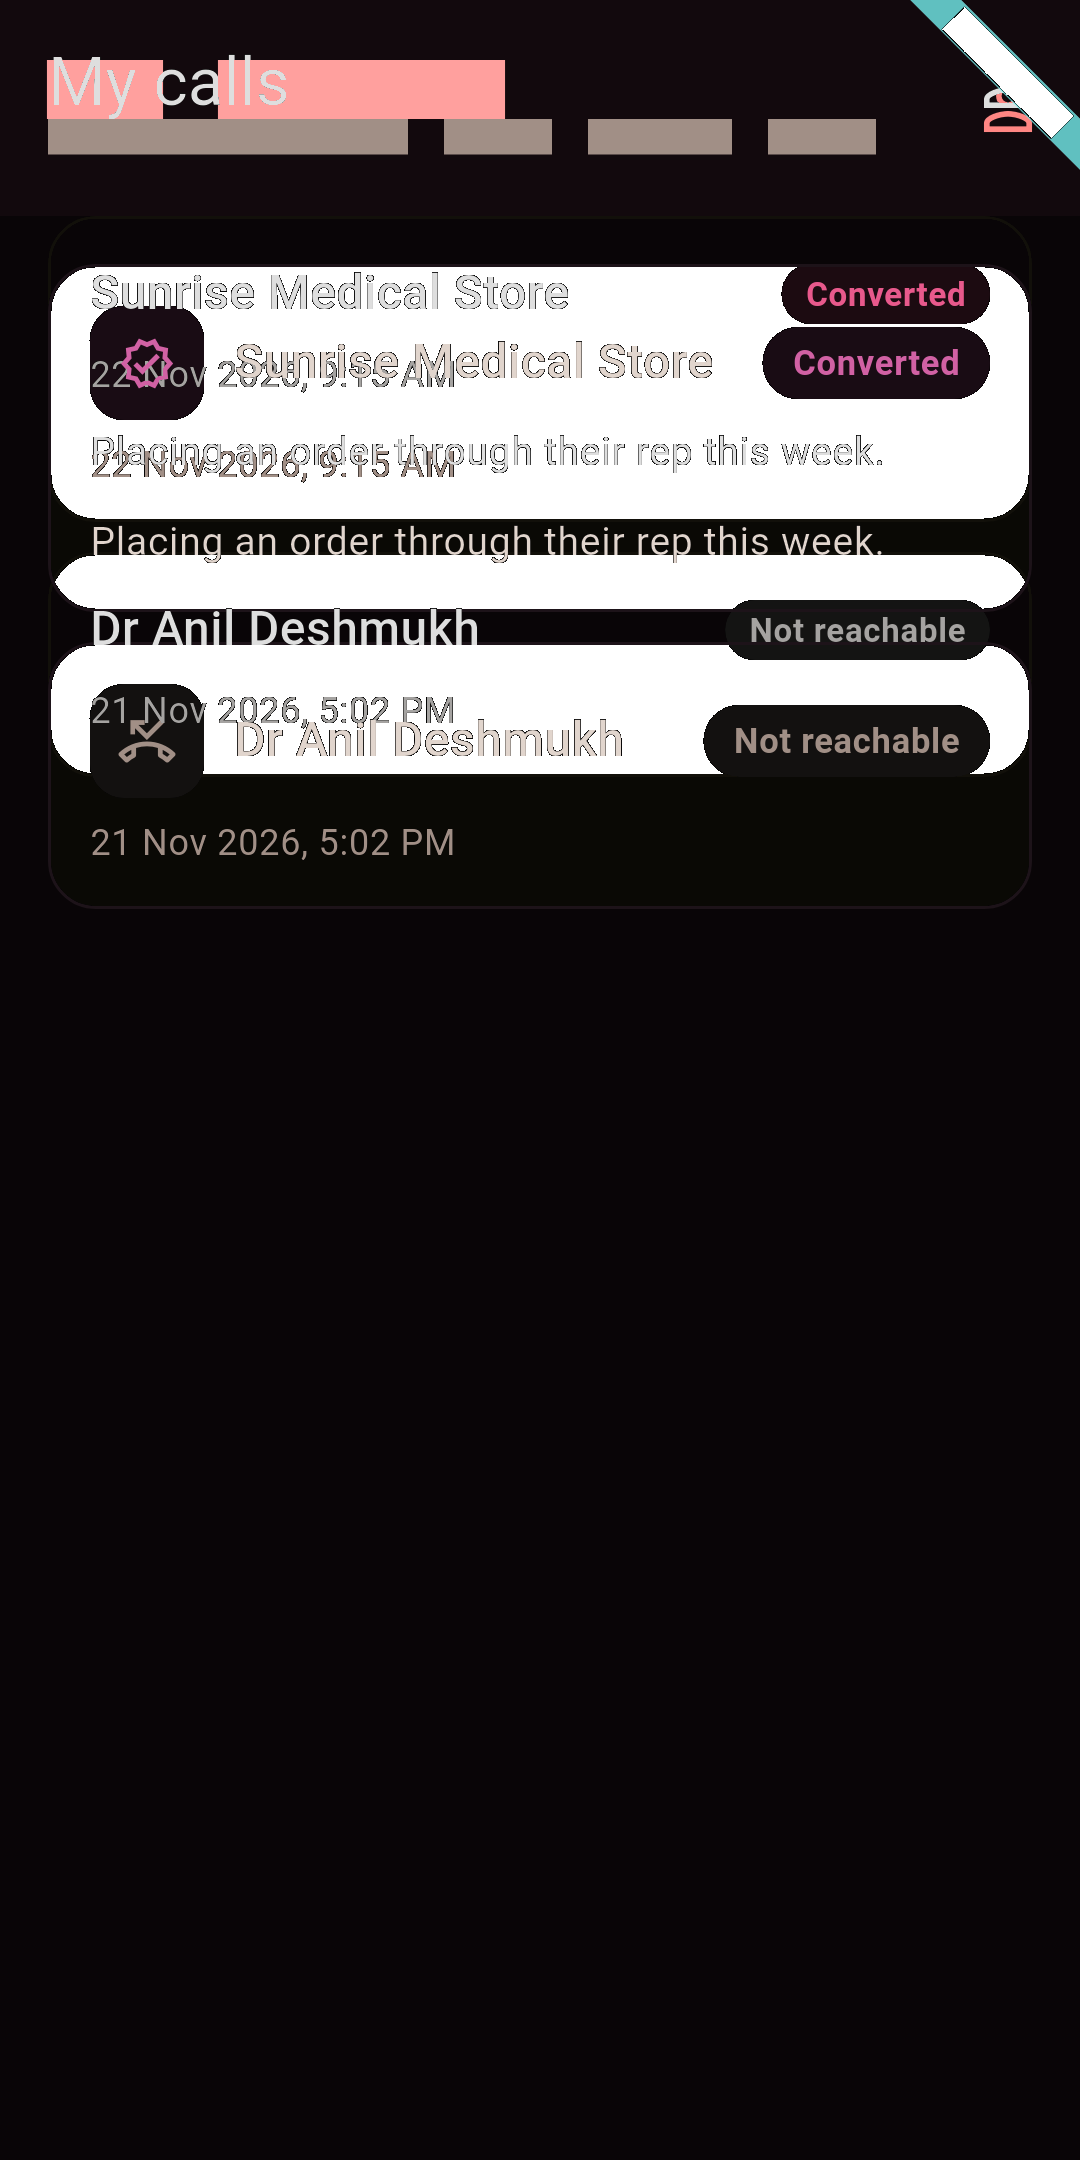 My calls
Sunrise Medical Store Converted
Sunrise Medical Store Converted
22 Nov 2026, 9:15 AM
Placing an order through their rep this week.
22 Nov 2026, 9:15 AM
Placing an order through their rep this week.
Dr Anil Deshmukh Not reachable
21 Nov 2026, 5:02 PM
Dr Anil Deshmukh Not reachable
21 Nov 2026, 5:02 PM